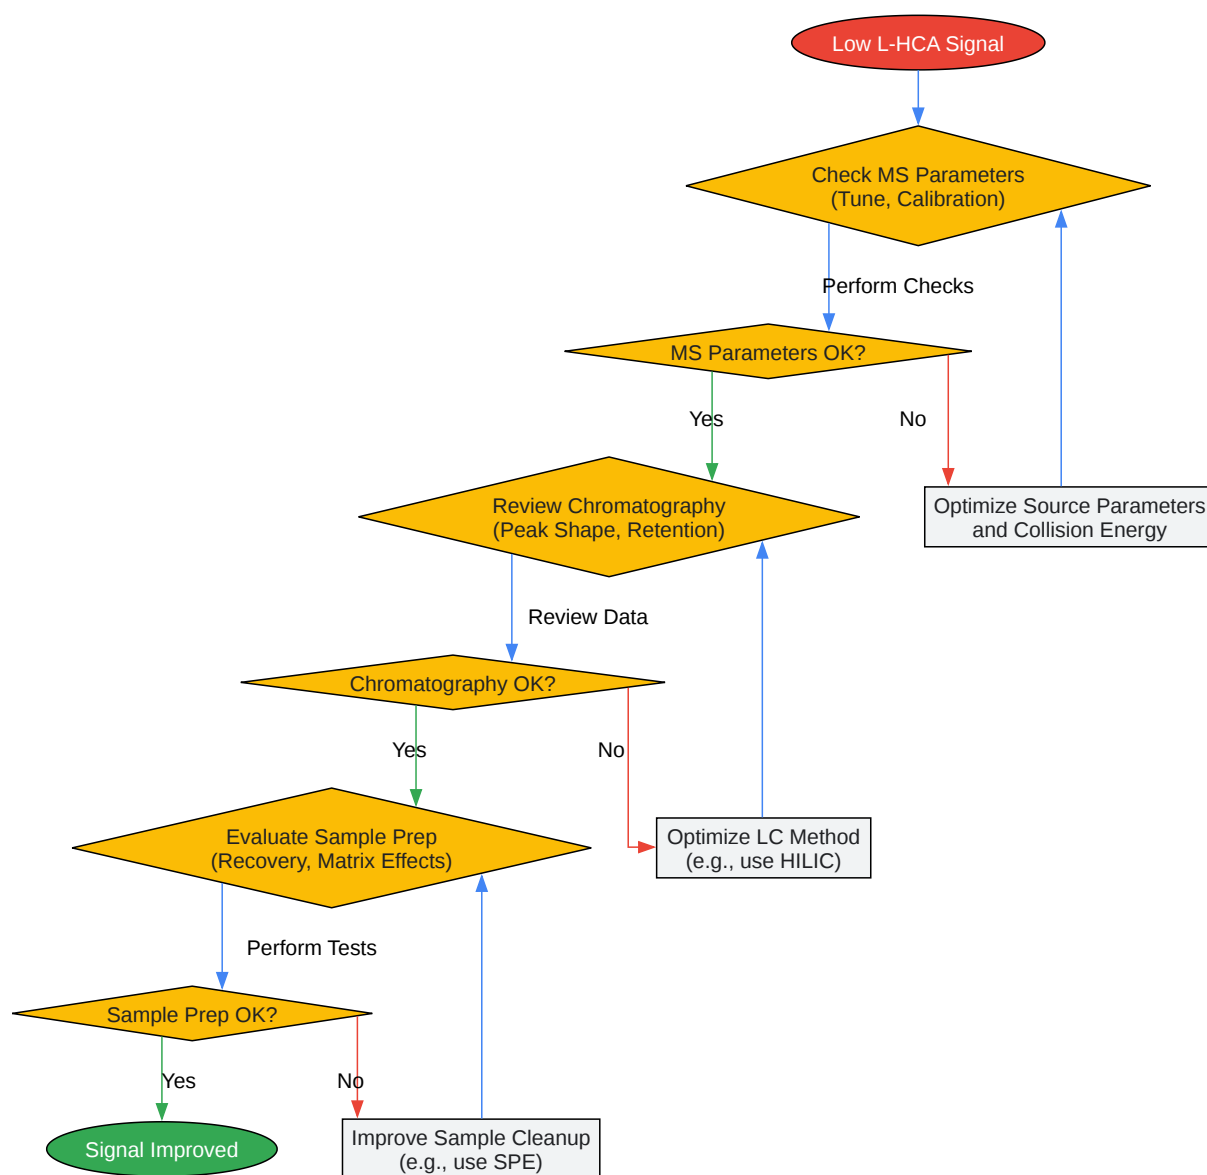 Low L-HCA Signal
Check MS Parameters
(Tune, Calibration)
Perform Checks
MS Parameters OK?
Yes
No
Review Chromatography
(Peak Shape, Retention)
Optimize Source Parameters
and Collision Energy
Review Data
Chromatography OK?
Yes
No
Evaluate Sample Prep
(Recovery, Matrix Effects)
Optimize LC Method
(e.g., use HILIC)
Perform Tests
Sample Prep OK?
Yes
No
Signal Improved
Improve Sample Cleanup
(e.g., use SPE)